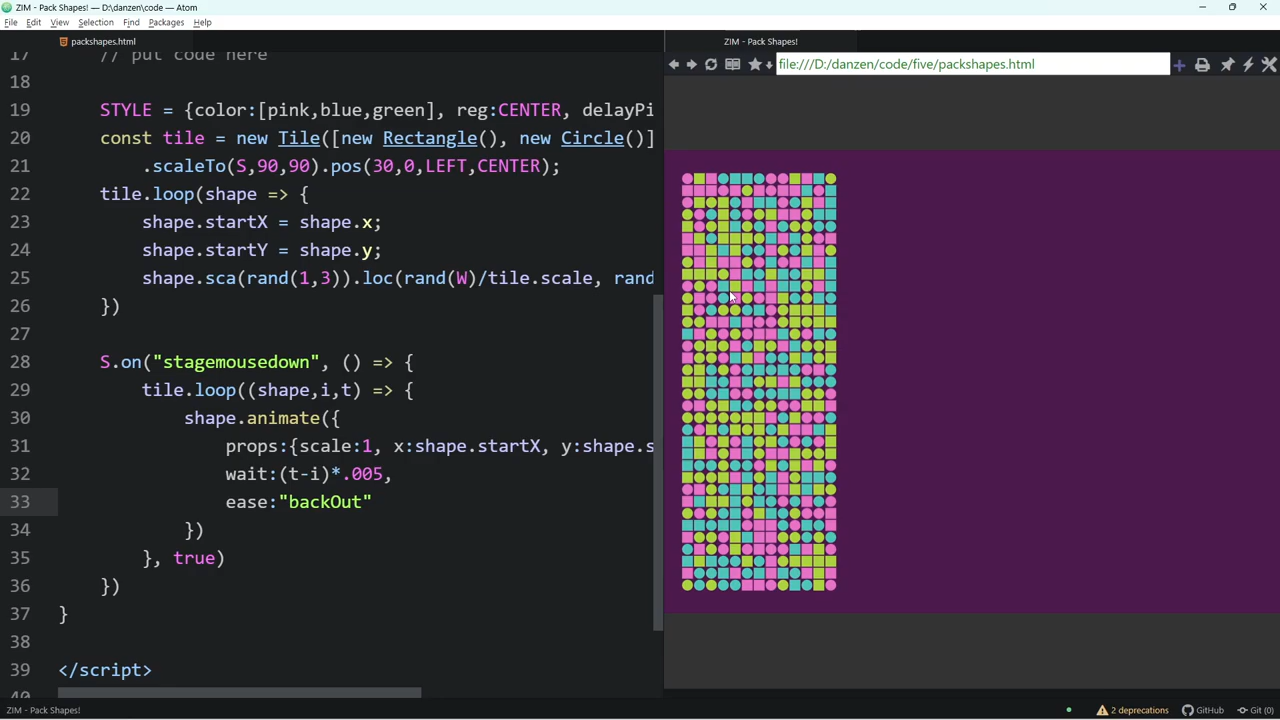 ZIM - Pack Shapes! — D:\danzen\code — Atom
File Edit View Selection Find Packages Help
packshapes.html
ZIM - Pack Shapes!
file:///D:/danzen/code/five/packshapes.html
17 // put code here
18
19 STYLE = {color:[pink,blue,green], reg:CENTER, delayPi
20 const tile = new Tile([new Rectangle(), new Circle()]
21 .scaleTo(S,90,90).pos(30,0,LEFT,CENTER);
22 tile.loop(shape => {
23 shape.startX = shape.x;
24 shape.startY = shape.y;
25 shape.sca(rand(1,3)).loc(rand(W)/tile.scale, rand
26 })
27
28 S.on("stagemousedown", () => {
29 tile.loop((shape,i,t) => {
30 shape.animate({
31 props:{scale:1, x:shape.startX, y:shape.s
32 wait:(t-i)*.005,
33 ease:"backOut"
34 })
35 }, true)
36 })
37 }
38
39 </script>
40
ZIM - Pack Shapes!
2 deprecations GitHub Git (0)